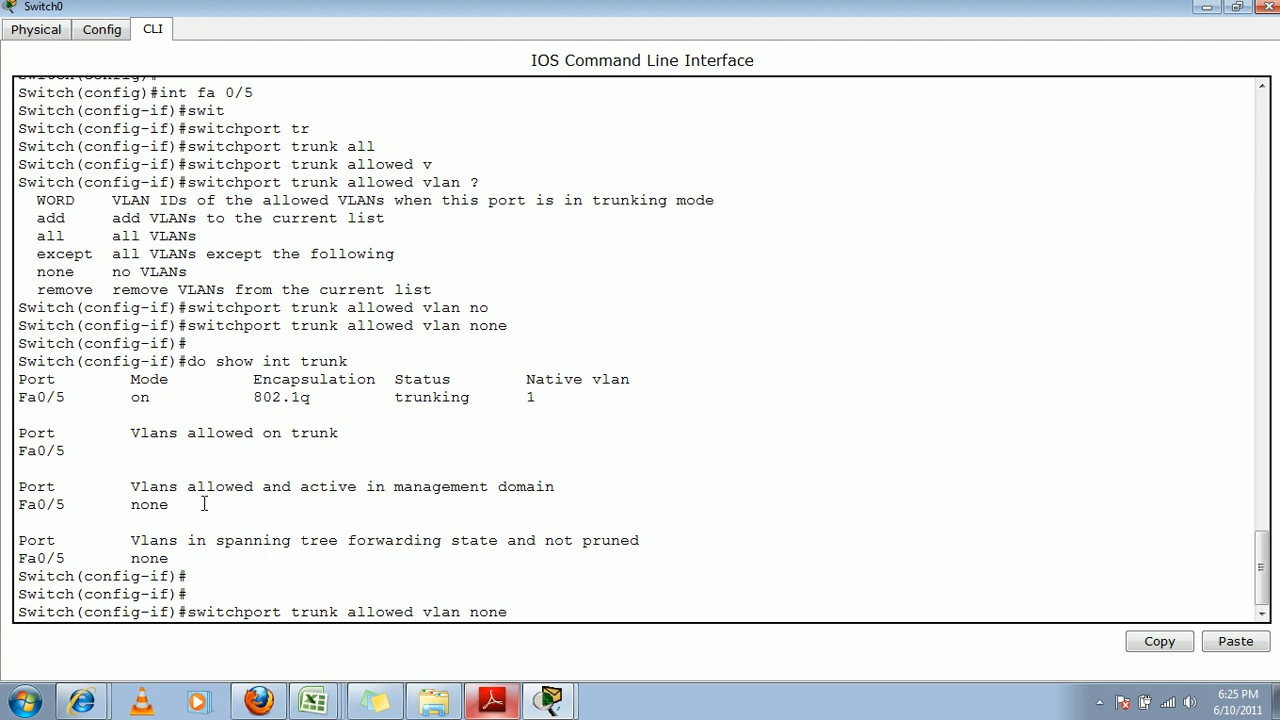 Switch0
Physical Config CLI
IOS Command Line Interface
Switch(config)#
Switch(config)#int fa 0/5
Switch(config-if)#swit
Switch(config-if)#switchport tr
Switch(config-if)#switchport trunk all
Switch(config-if)#switchport trunk allowed v
Switch(config-if)#switchport trunk allowed vlan ?
WORD VLAN IDs of the allowed VLANs when this port is in trunking mode
add add VLANs to the current list
all all VLANs
except all VLANs except the following
none no VLANs
remove remove VLANs from the current list
Switch(config-if)#switchport trunk allowed vlan no
Switch(config-if)#switchport trunk allowed vlan none
Switch(config-if)#
Switch(config-if)#do show int trunk
Port Mode Encapsulation Status Native vlan
Fa0/5 on 802.1q trunking 1
Port Vlans allowed on trunk
Fa0/5
Port Vlans allowed and active in management domain
Fa0/5 none
Port Vlans in spanning tree forwarding state and not pruned
Fa0/5 none
Switch(config-if)#
Switch(config-if)#
Switch(config-if)#switchport trunk allowed vlan none
Copy Paste
6:25 PM
6/10/2011